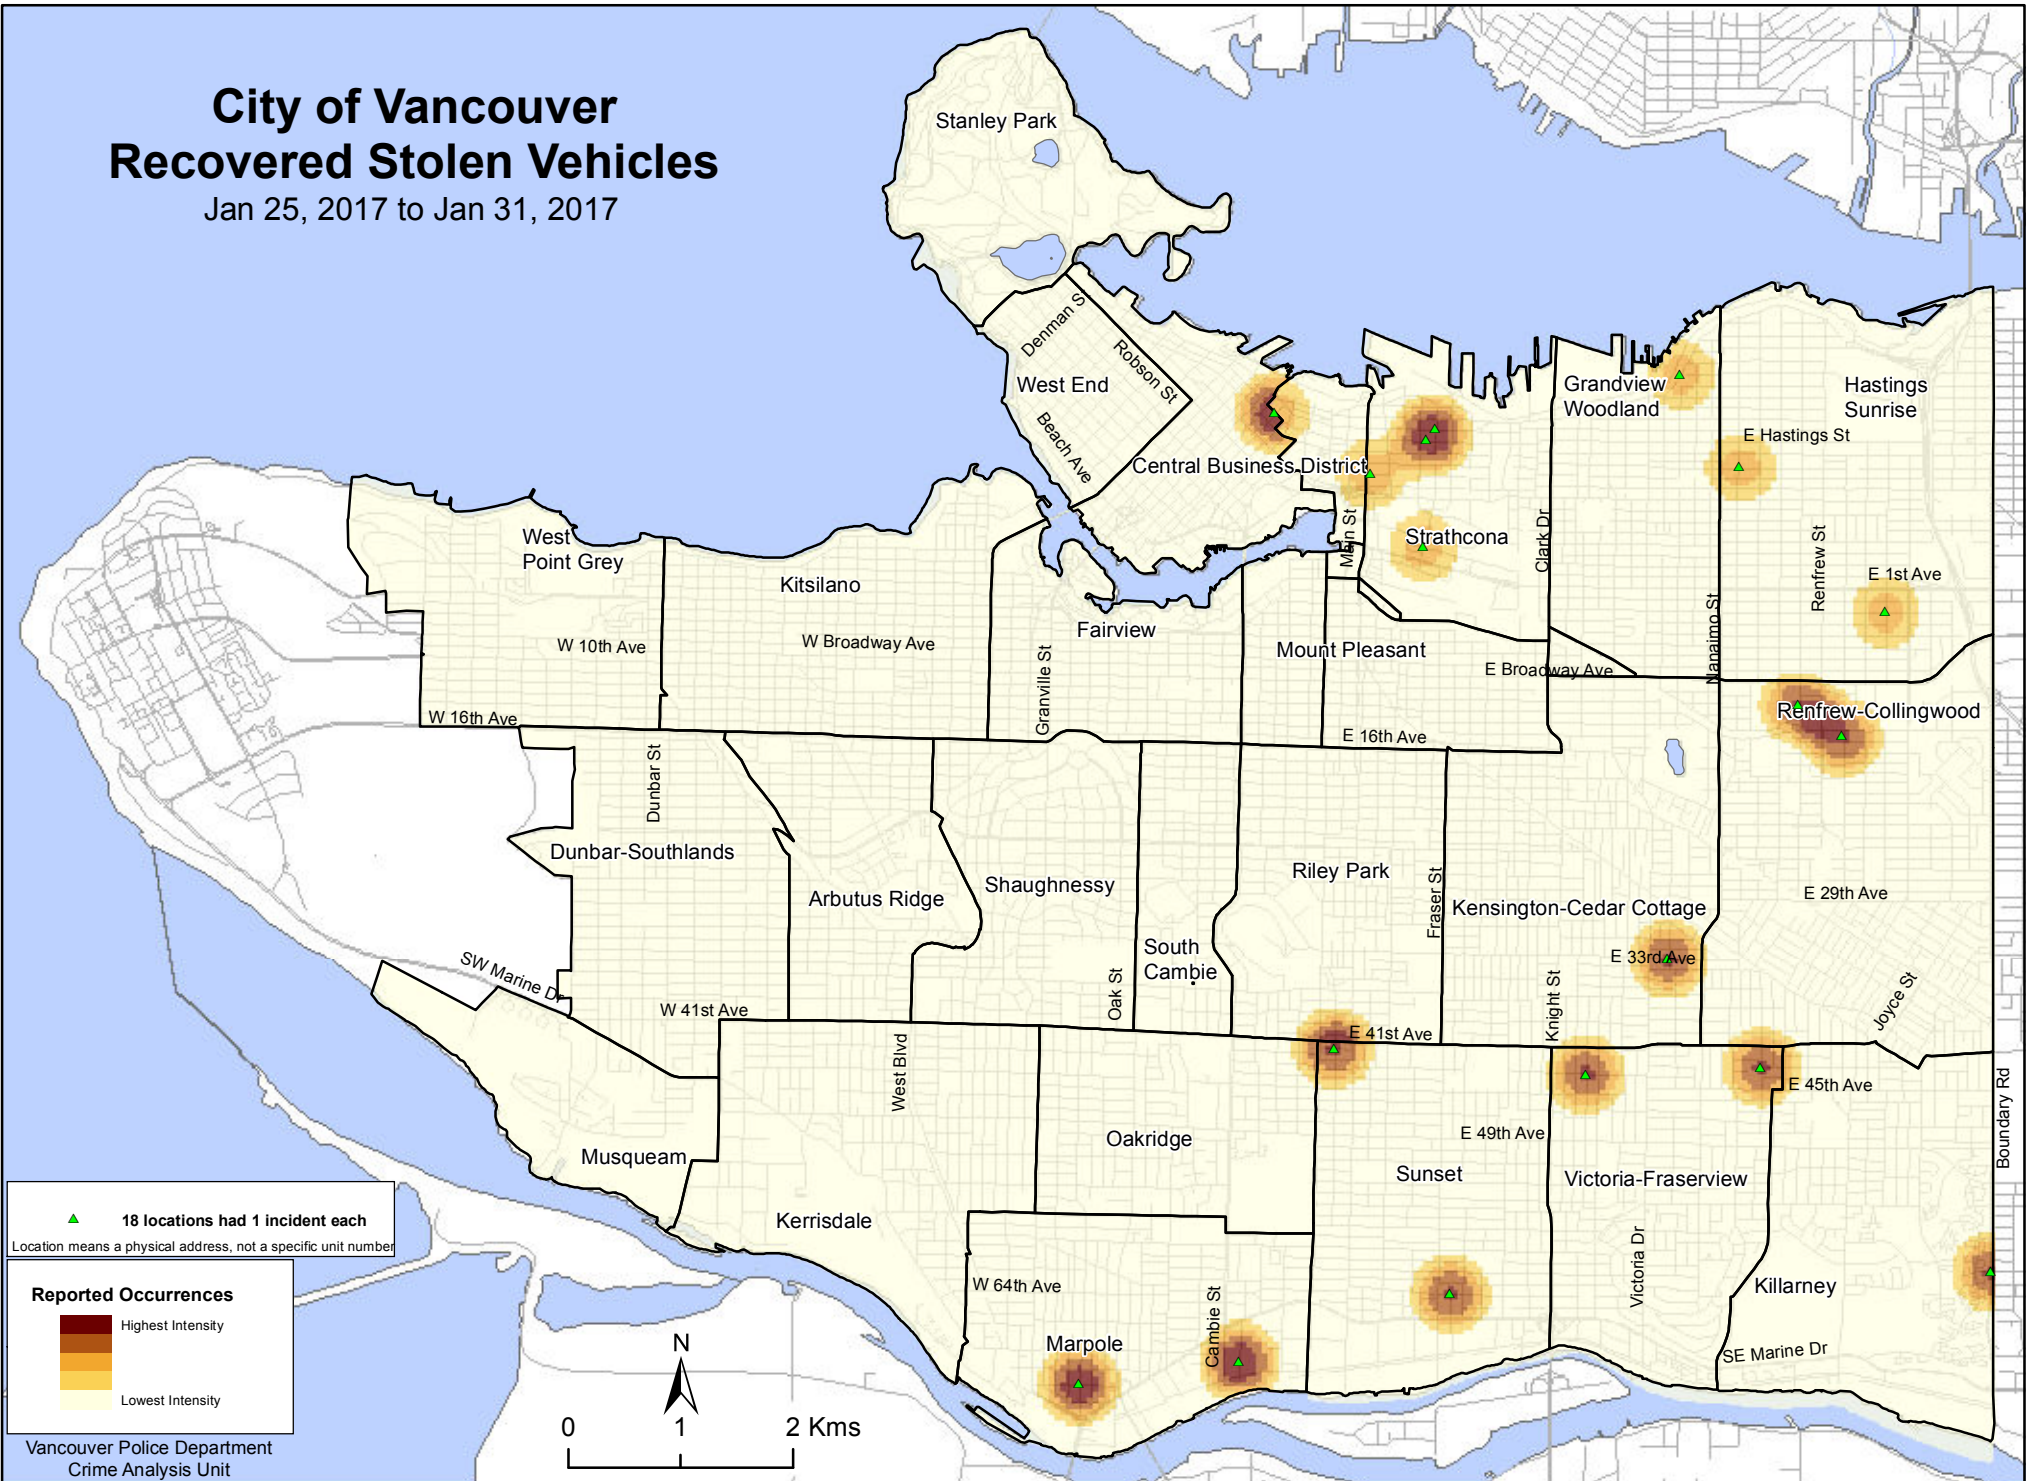 City of Vancouver
Recovered Stolen Vehicles
Jan 25, 2017 to Jan 31, 2017
Stanley Park
Denman S
Robson St
West End
Beach Ave
Central Business District
Grandview
Woodland
Hastings
Sunrise
E Hastings St
Main St
Strathcona
Clark Dr
Renfrew St
E 1st Ave
Nanaimo St
West
Point Grey
Kitsilano
W 10th Ave
W Broadway Ave
Fairview
Granville St
Mount Pleasant
E Broadway Ave
W 16th Ave
E 16th Ave
Renfrew-Collingwood
Dunbar St
Dunbar-Southlands
Arbutus Ridge
Shaughnessy
Riley Park
Fraser St
Kensington-Cedar Cottage
E 29th Ave
South
Cambie
E 33rd Ave
SW Marine Dr
W 41st Ave
Oak St
Knight St
Joyce St
E 41st Ave
West Blvd
E 45th Ave
Boundary Rd
Oakridge
E 49th Ave
Musqueam
Sunset
Victoria-Fraserview
Kerrisdale
Victoria Dr
W 64th Ave
Cambie St
Killarney
Marpole
SE Marine Dr
18 locations had 1 incident each
Location means a physical address, not a specific unit number
Reported Occurrences
Highest Intensity
Lowest Intensity
N
0 1 2 Kms
Vancouver Police Department
Crime Analysis Unit